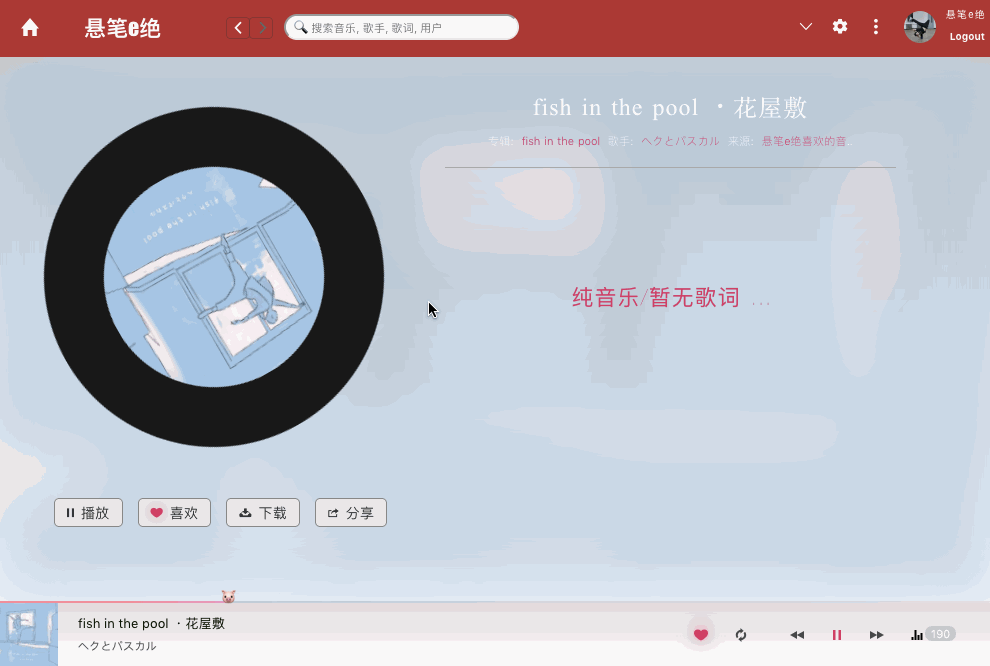 悬笔e绝
搜索音乐, 歌手, 歌词, 用户
悬笔e绝
Logout
fish in the pool ・花屋敷
专辑: fish in the pool 歌手: ヘクとパスカル 来源: 悬笔e绝喜欢的音...
纯音乐/暂无歌词 ...
播放 喜欢 下载 分享
fish in the pool ・花屋敷
ヘクとパスカル
190